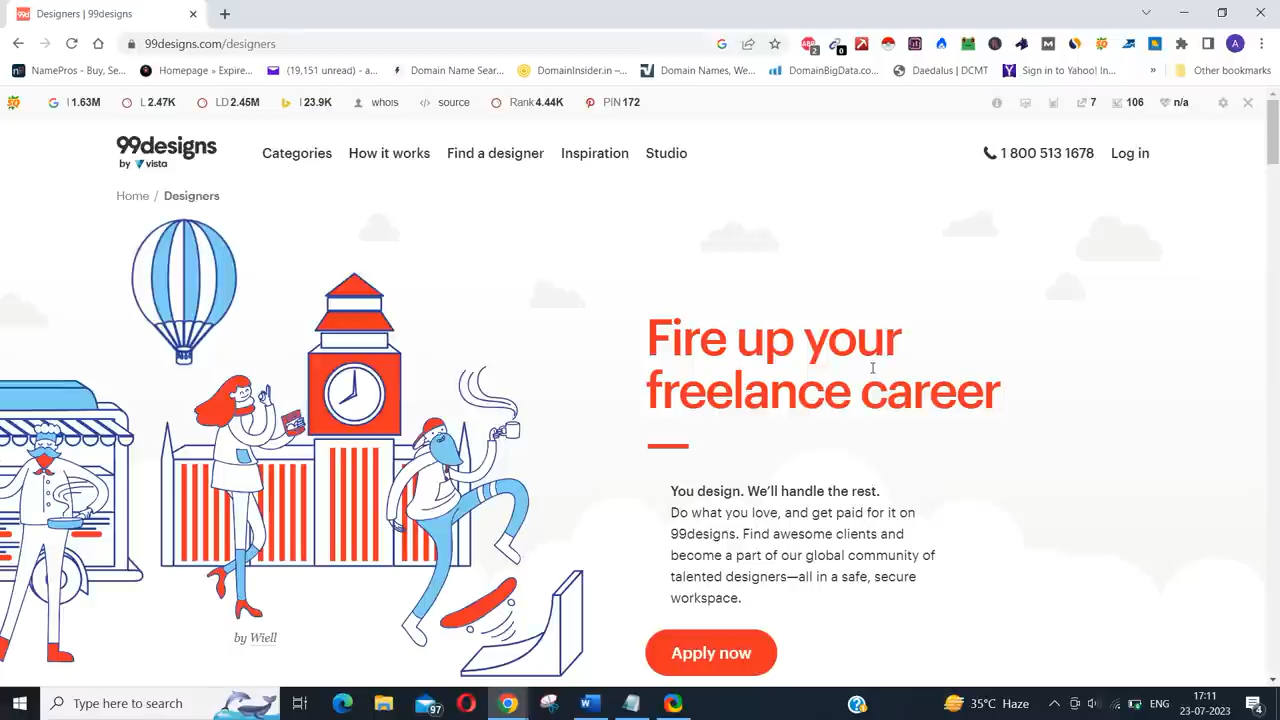 Designers | 99designs
99designs.com/designers
2
0
A
NamePros - Buy, Se...
Homepage » Expire...
(19,151 unread) - a...
Domain Name Sear...
DomainInsider.in –...
Domain Names, We...
DomainBigData.co...
Daedalus | DCMT
Sign in to Yahoo! In...
»
Other bookmarks
I 1.63M
L 2.47K
LD 2.45M
I 23.9K
whois
source
Rank 4.44K
PIN 172
7
106
n/a
99designs
by vista
Categories
How it works
Find a designer
Inspiration
Studio
1 800 513 1678
Log in
Home / Designers
Fire up your
freelance career
You design. We'll handle the rest.
Do what you love, and get paid for it on
99designs. Find awesome clients and
become a part of our global community of
talented designers—all in a safe, secure
workspace.
by Wiell
Apply now
Type here to search
97
35°C Haze
ENG
17:11
23-07-2023
4